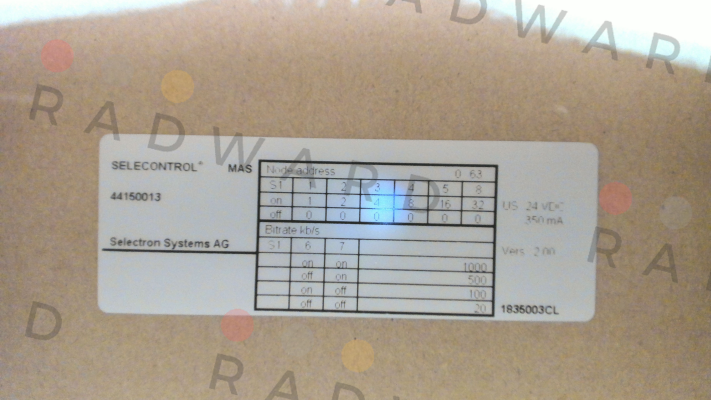 RADWARD
RADWARD
SELECONTROL® MAS
44150013
Selectron Systems AG
Node address 0 63
S1 1 2 3 4 5 8
on 1 2 4 8 16 32
off 0 0 0 0 0 0
Bitrate kb/s
S1 6 7
on on 1000
off on 500
on off 100
off off 20
US 24 VDC
350 mA
Vers. 2.00
1835003CL
RA
D
RADWARD